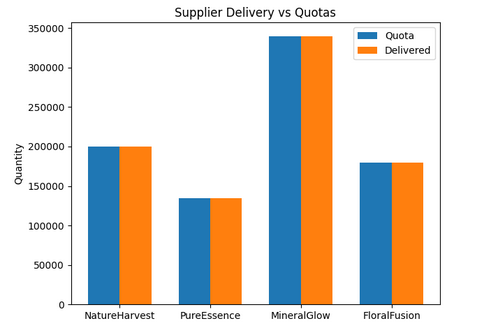 Supplier Delivery vs Quotas
Quota
Delivered
Quantity
350000
300000
250000
200000
150000
100000
50000
0
NatureHarvest PureEssence MineralGlow FloralFusion